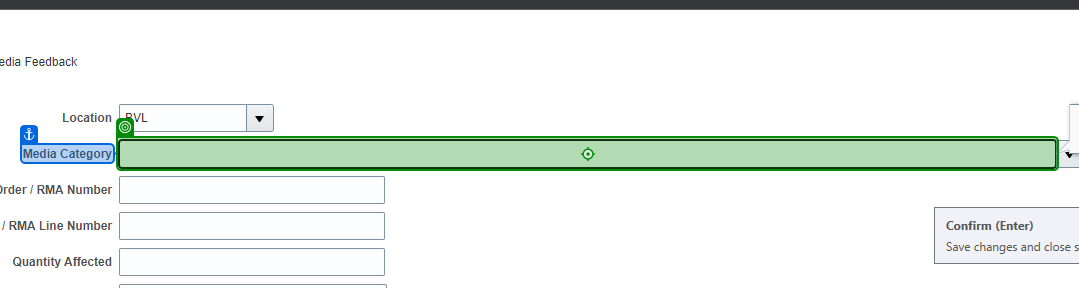 edia Feedback
Location
BVL
Media Category
Order / RMA Number
/ RMA Line Number
Quantity Affected
Confirm (Enter)
Save changes and close s